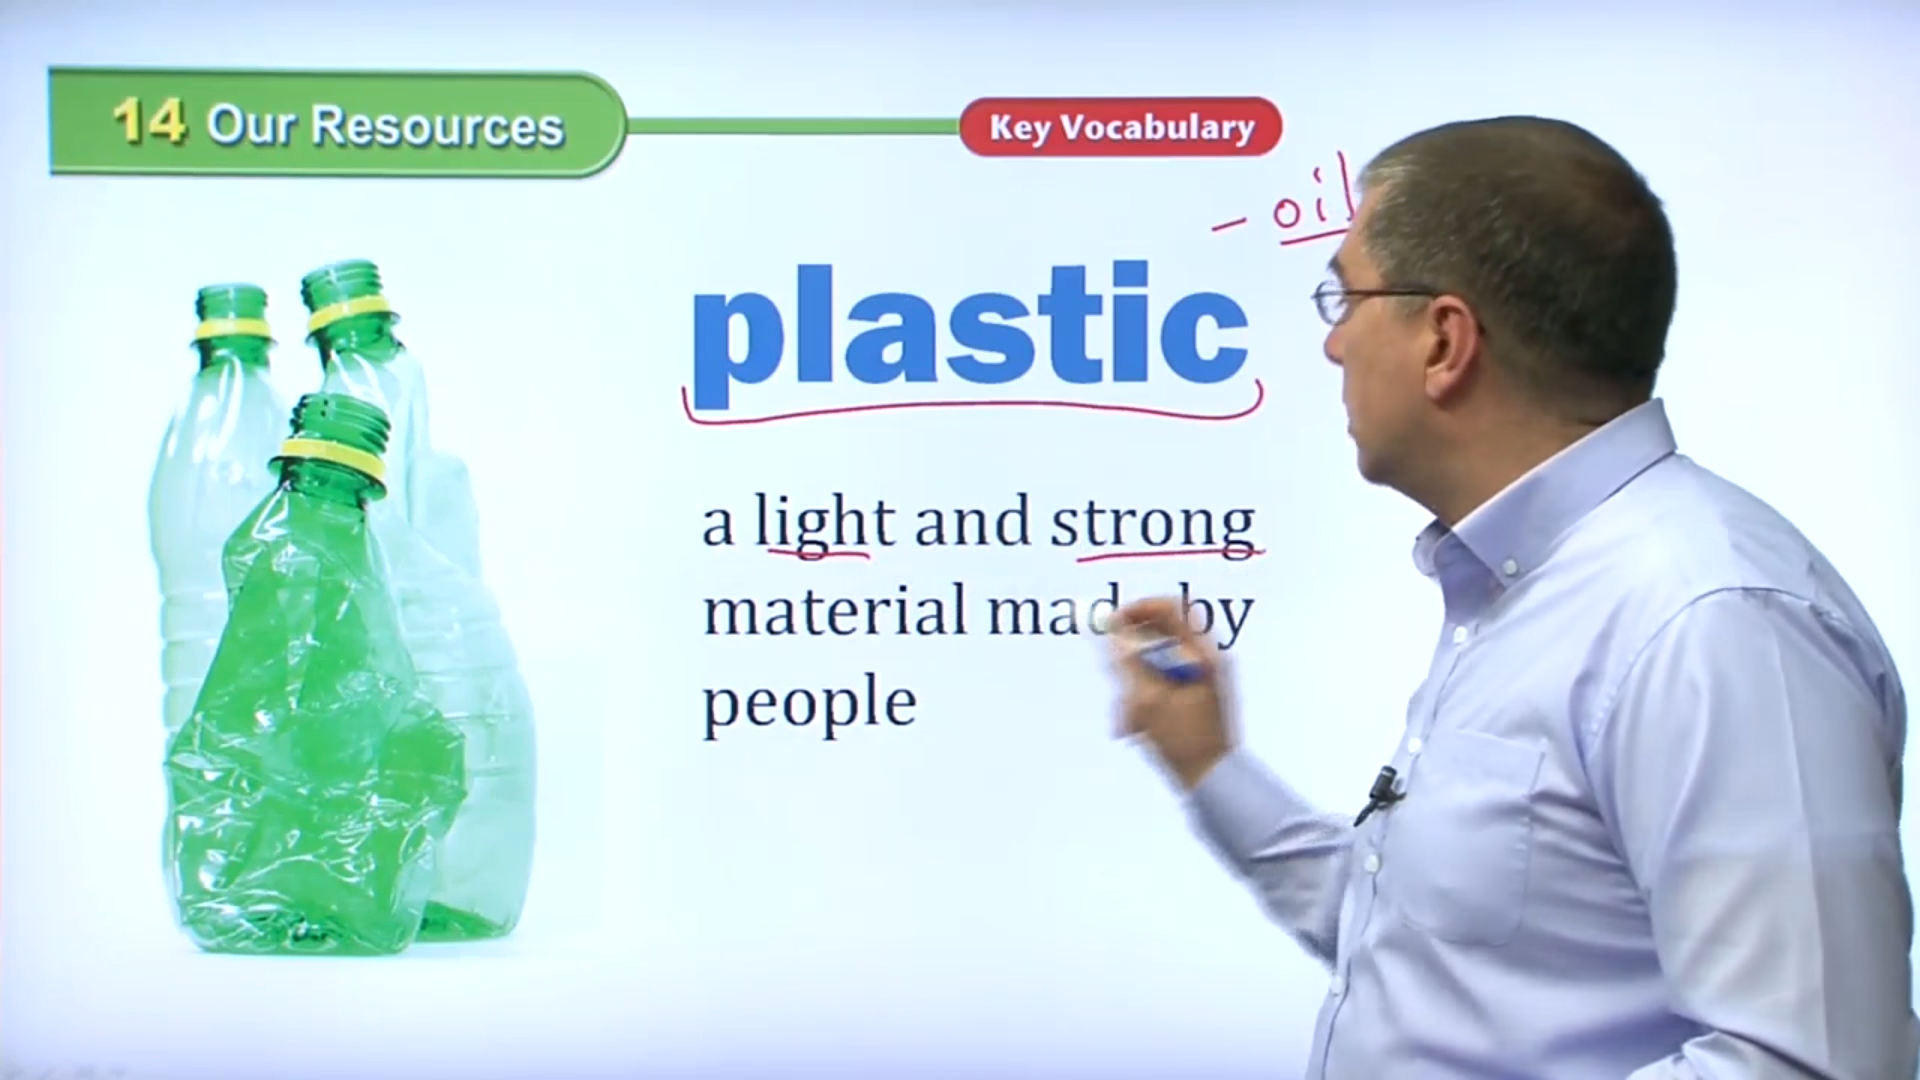 14 Our Resources
Key Vocabulary
- oil
plastic
a light and strong
material made by
people